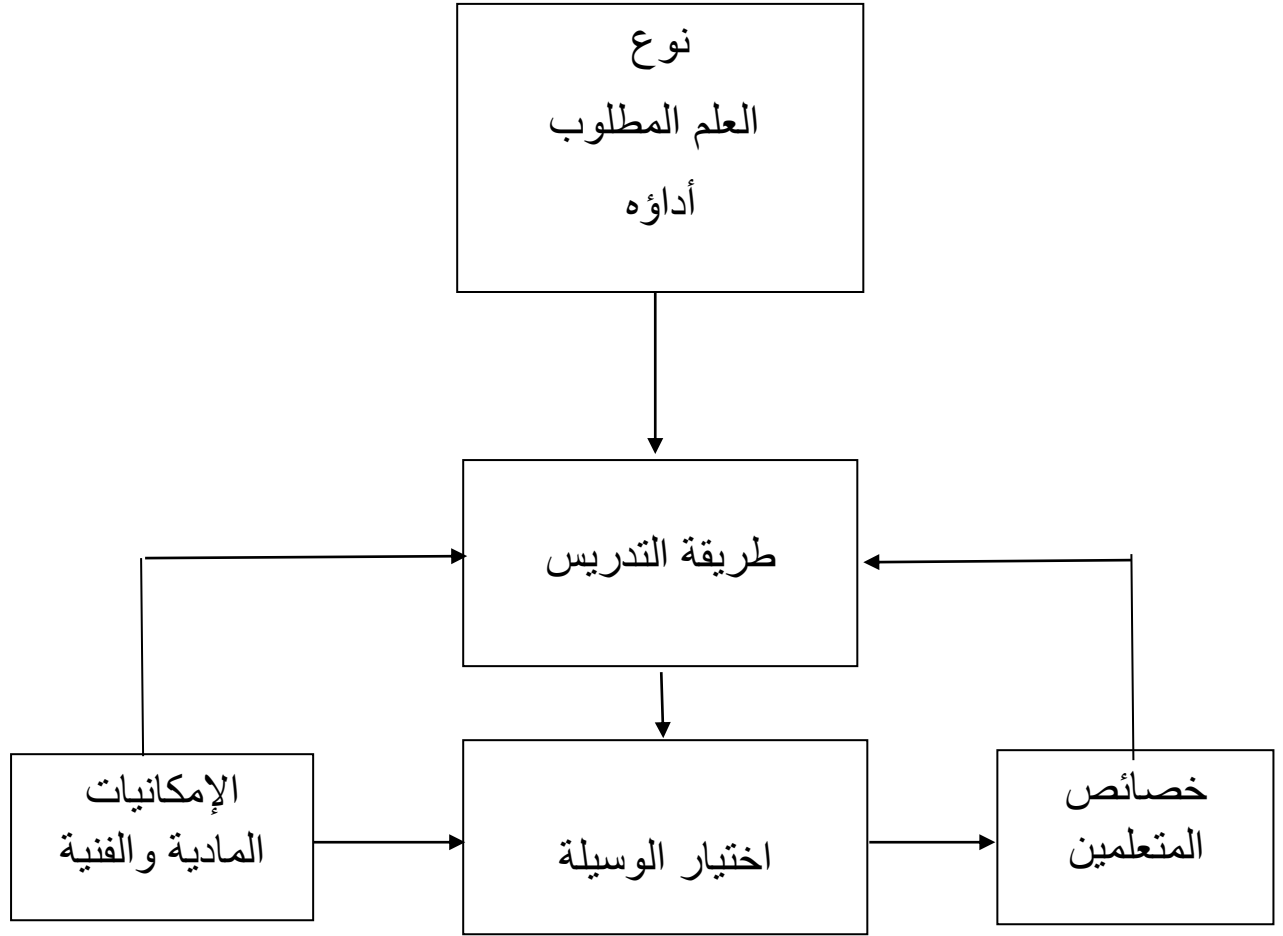 نوع
العلم المطلوب
أداؤه
طريقة التدريس
خصائص
المتعلمين
اختيار الوسيلة
الإمكانيات
المادية والفنية